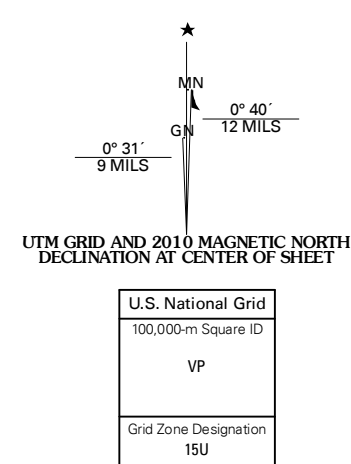 MN
0° 40´
12 MILS
GN
0° 31´
9 MILS
UTM GRID AND 2010 MAGNETIC NORTH
DECLINATION AT CENTER OF SHEET
U.S. National Grid
100,000-m Square ID
VP
Grid Zone Designation
15U